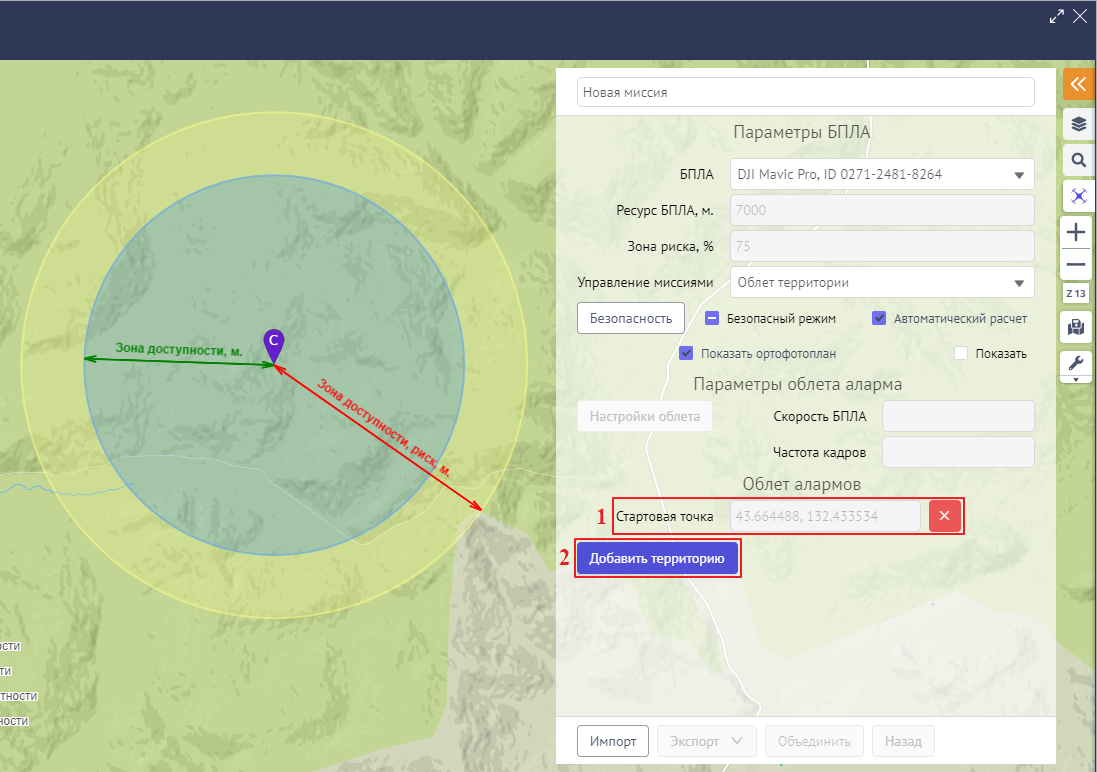 Новая миссия
Параметры БПЛА
БПЛА DJI Mavic Pro, ID 0271-2481-8264
Ресурс БПЛА, м. 7000
Зона риска, % 75
Управление миссиями Облет территории
Безопасность Безопасный режим Автоматический расчет
Показать ортофотоплан Показать
Параметры облета аларма
Настройки облета Скорость БПЛА
Частота кадров
Облет алармов
1 Стартовая точка 43.664488, 132.433534
2 Добавить территорию
Импорт Экспорт Объединить Назад
Z 13
C
Зона доступности, м.
Зона доступности, риск, м.
ости
ти
тности
ности